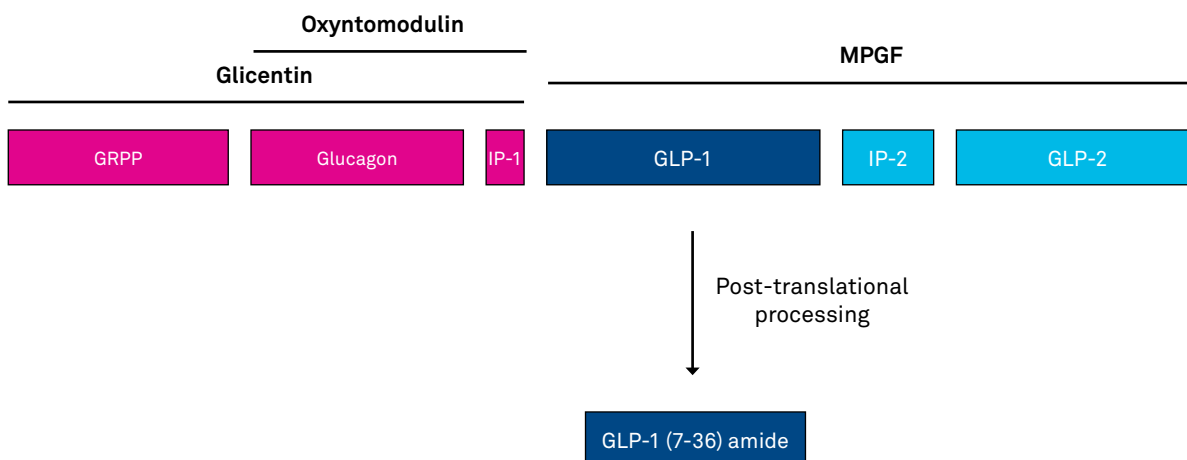 Oxyntomodulin
Glicentin
MPGF
GRPP
Glucagon
IP-1
GLP-1
IP-2
GLP-2
Post-translational
processing
GLP-1 (7-36) amide